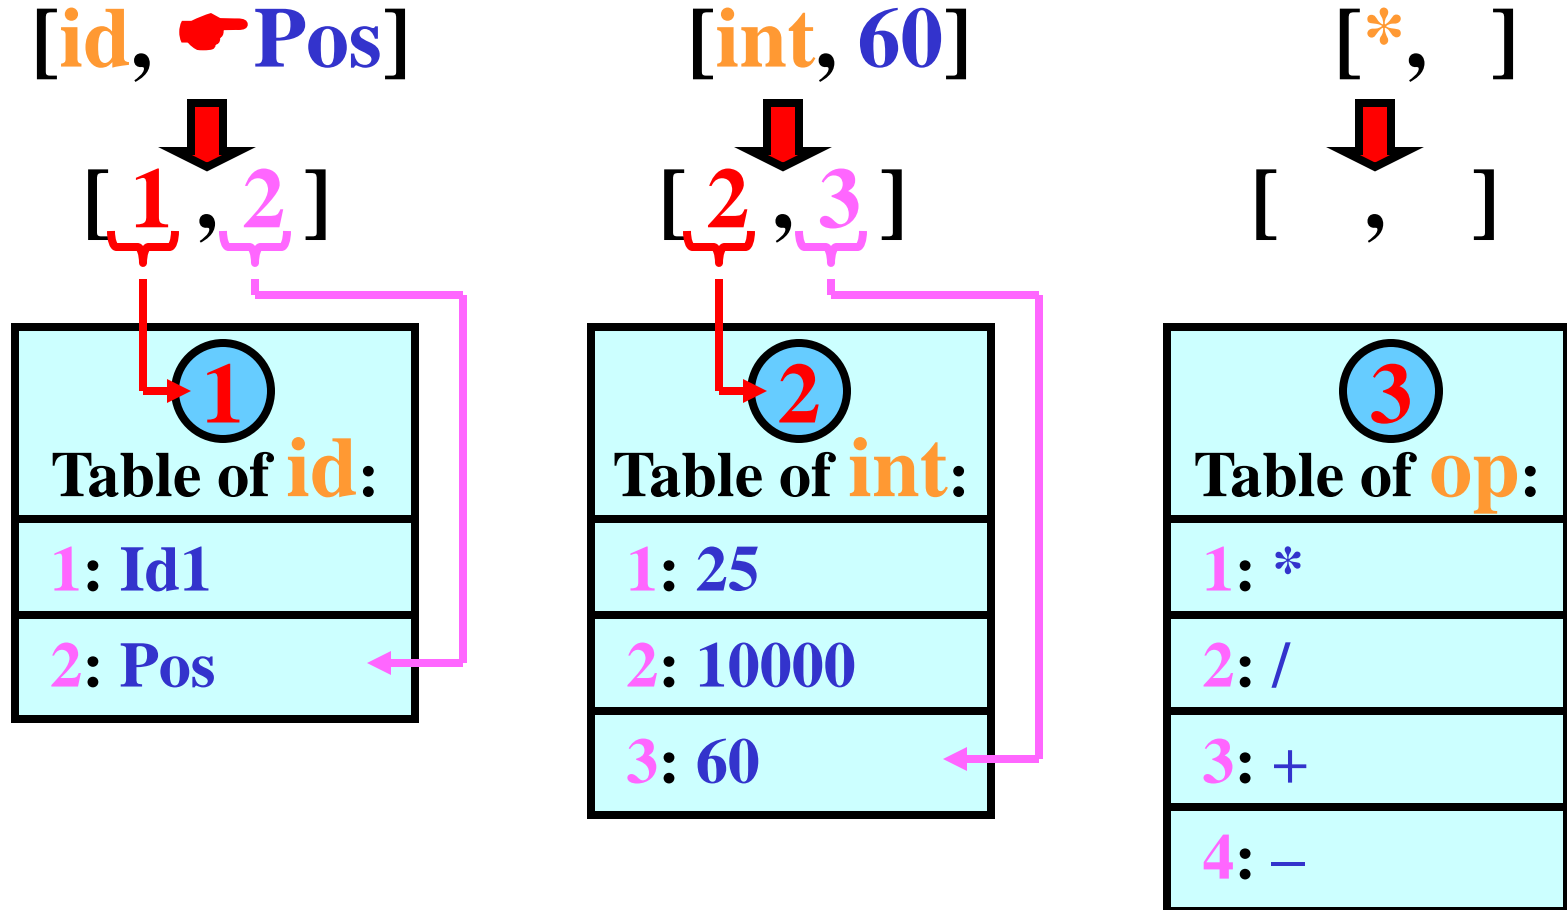 [id, ☛Pos]
[1, 2]
1
Table of id:
1: Id1
2: Pos
[int, 60]
[2, 3]
2
Table of int:
1: 25
2: 10000
3: 60
[*, ]
[ , ]
3
Table of op:
1: *
2: /
3: +
4: –